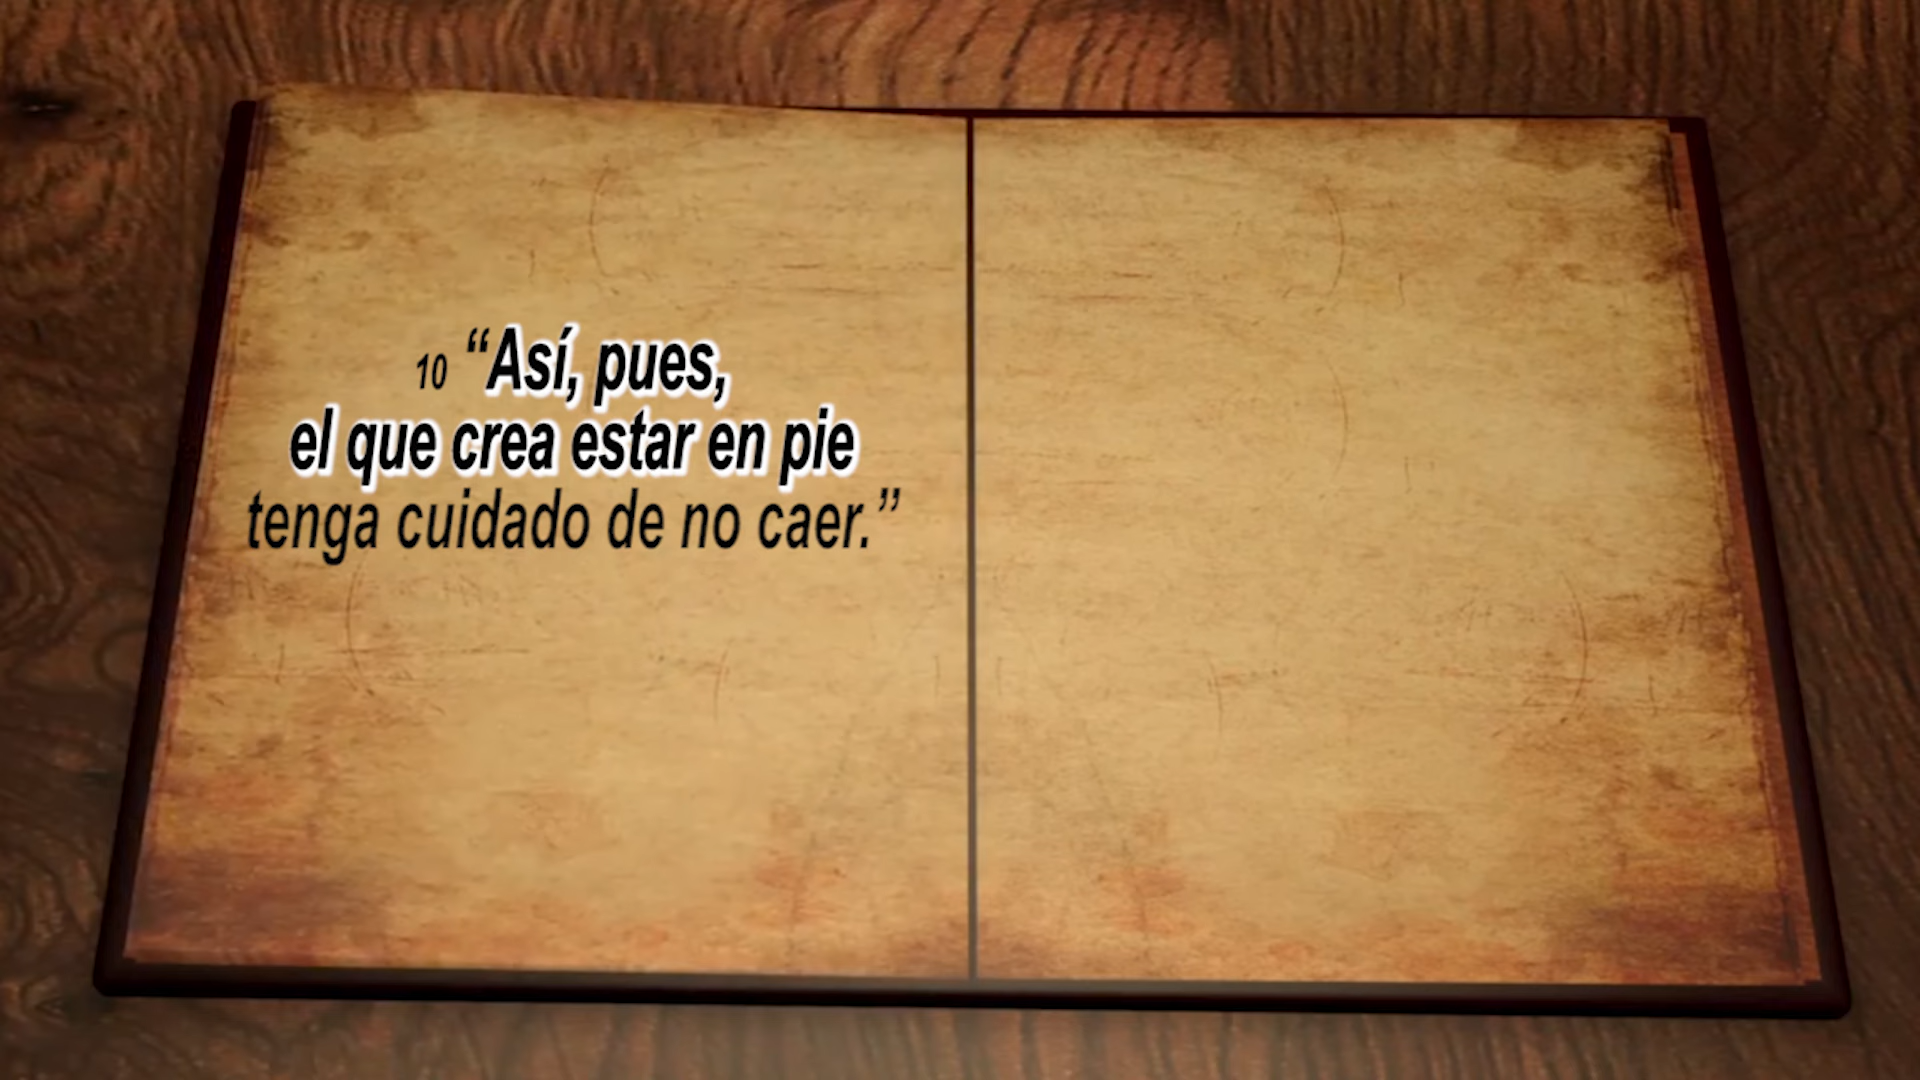 10 “Así, pues,
el que crea estar en pie
tenga cuidado de no caer.”